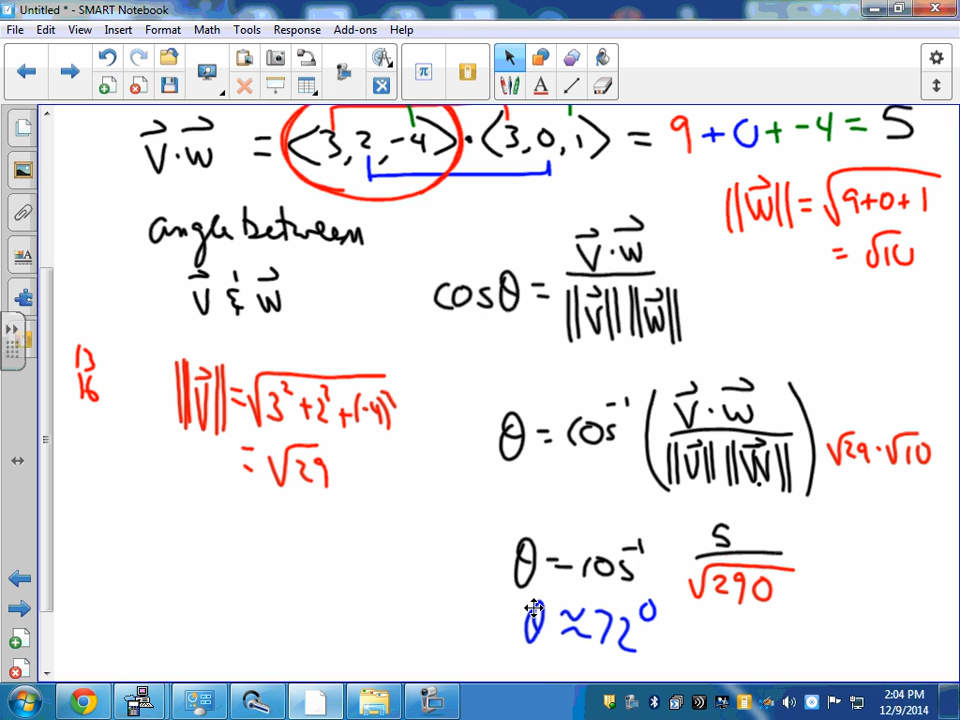 Untitled * - SMART Notebook
File Edit View Insert Format Math Tools Response Add-ons Help
π
A
v⃗·w⃗ = <3, 2, -4> · <3, 0, 1> = 9 + 0 + -4 = 5
||w⃗|| = √9+0+1
= √10
angle between
v⃗ & w⃗
cosθ = v⃗·w⃗ / ||v⃗|| ||w⃗||
13
16
||v⃗|| = √3²+2²+(-4)²
= √29
θ = cos⁻¹ (v⃗·w⃗ / ||v⃗|| ||w⃗||) √29·√10
θ = cos⁻¹ 5 / √290
θ ≈ 72°
2:04 PM
12/9/2014